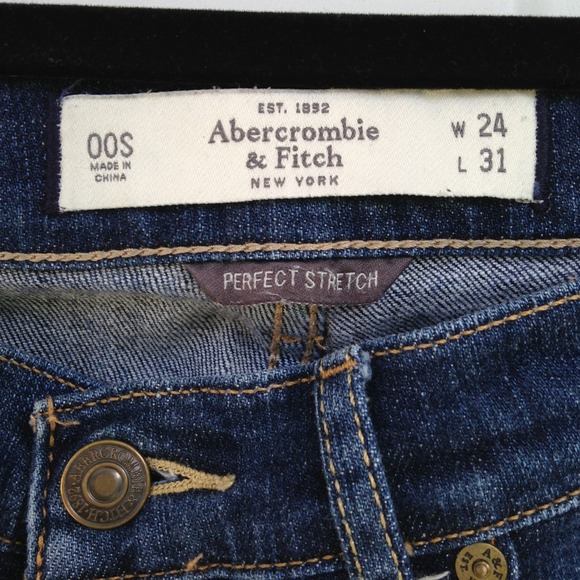 00S
MADE IN
CHINA
EST. 1892
Abercrombie
& Fitch
NEW YORK
W 24
L 31
PERFECT STRETCH